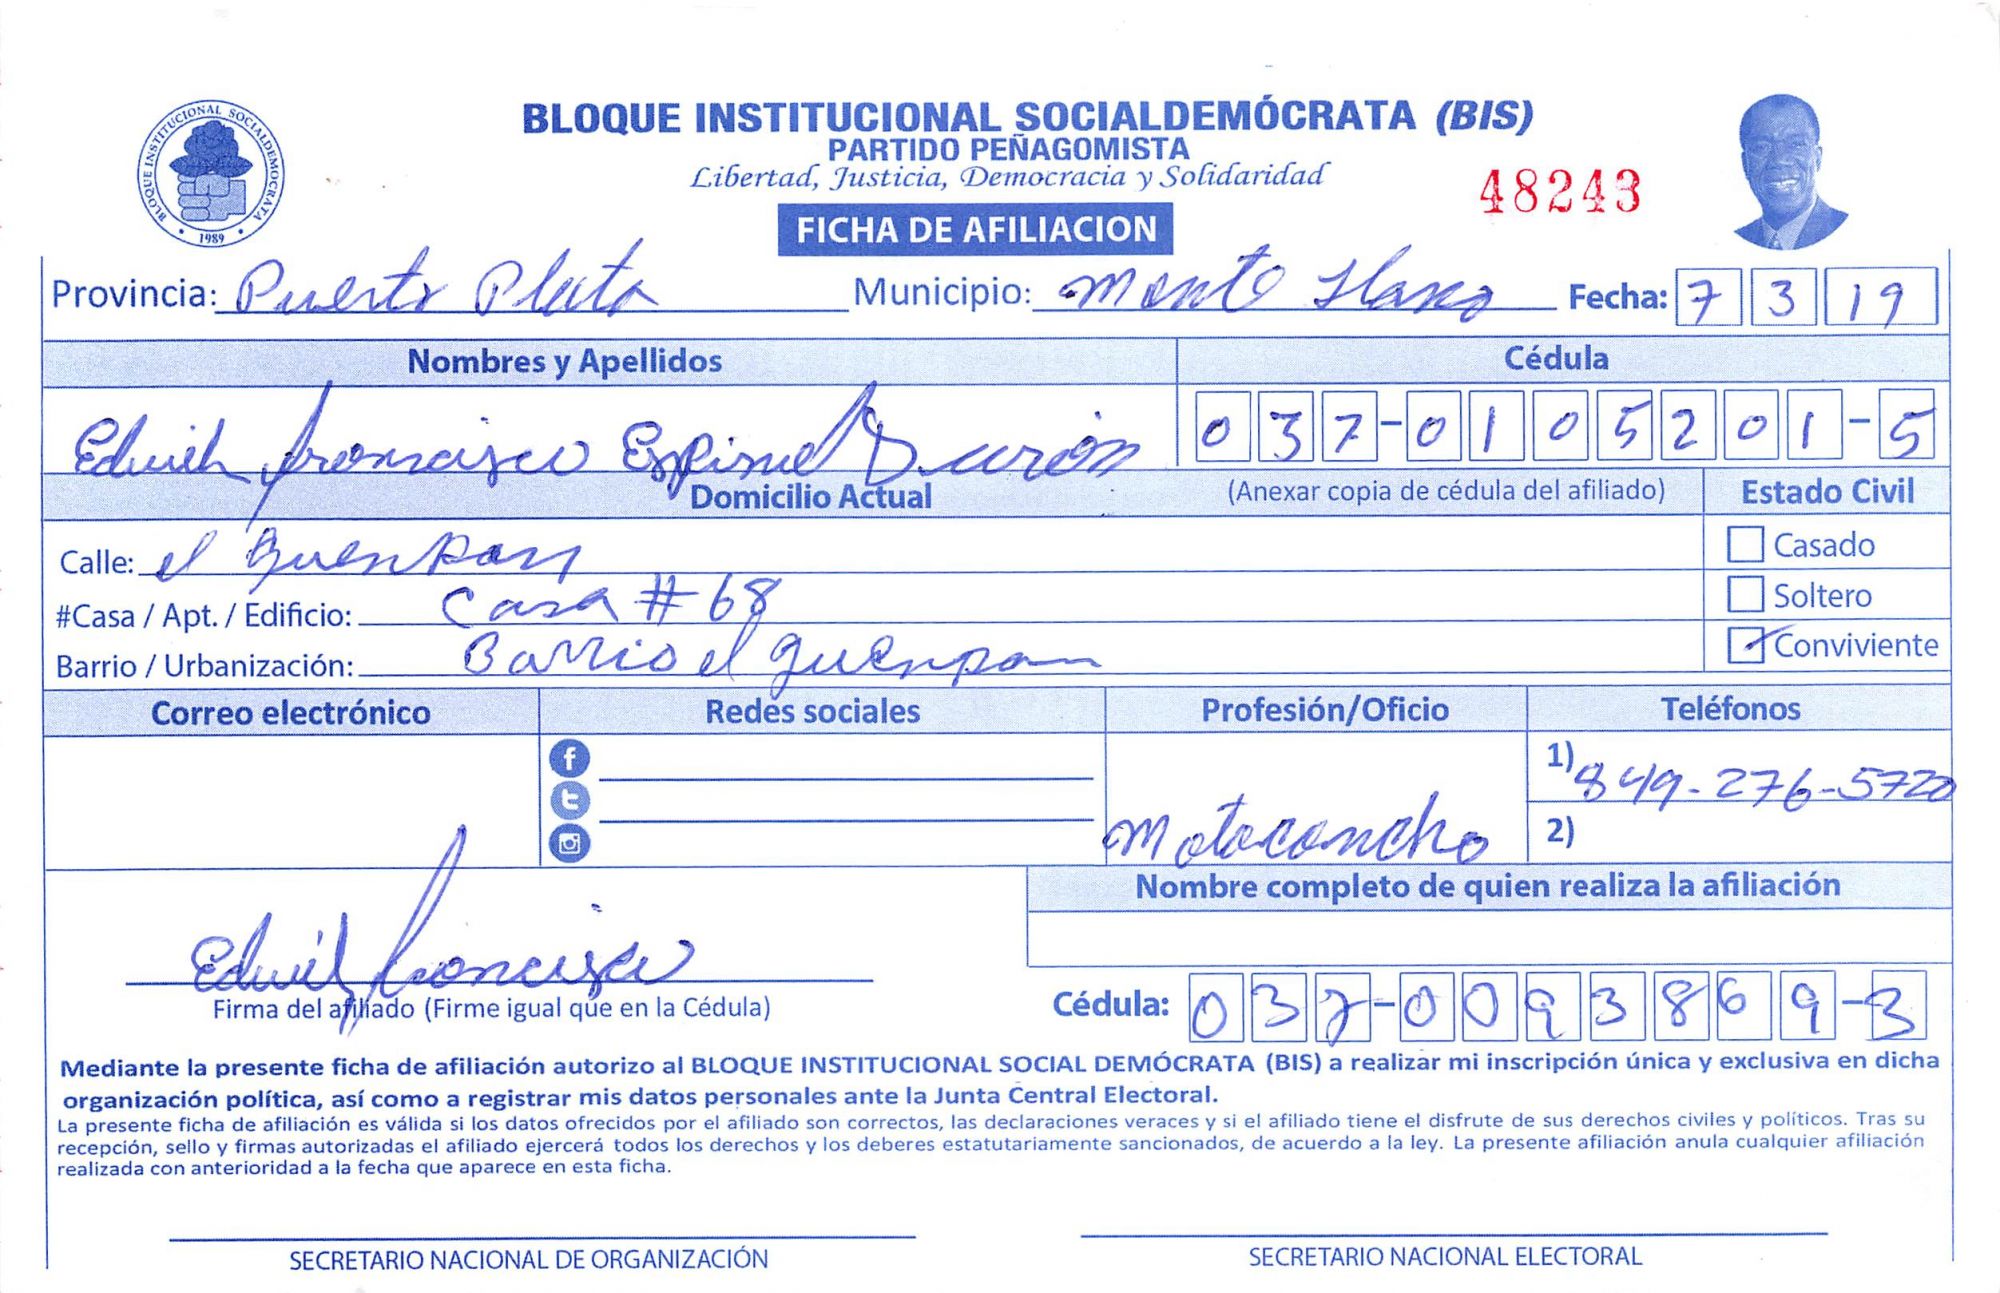 BLOQUE INSTITUCIONAL SOCIALDEMÓCRATA (BIS)
PARTIDO PEÑAGOMISTA
Libertad, Justicia, Democracia y Solidaridad
BLOQUE INSTITUCIONAL SOCIALDEMOCRATA
1989
48243
FICHA DE AFILIACION
Provincia: Puerto Plata Municipio: Monte Llano Fecha: 7 3 19
Nombres y Apellidos Cédula
Francisco Espinal Durán 037-0105201-5
Domicilio Actual (Anexar copia de cédula del afiliado) Estado Civil
Calle: el Guenpan Casado
#Casa / Apt. / Edificio: Casa # 68 Soltero
Barrio / Urbanización: Barrio el guenpan Conviviente
Correo electrónico Redes sociales Profesión/Oficio Teléfonos
1) 849-276-5720
Motoconcho 2)
Nombre completo de quien realiza la afiliación
Francisco
Firma del afiliado (Firme igual que en la Cédula) Cédula: 037-0093869-3
Mediante la presente ficha de afiliación autorizo al BLOQUE INSTITUCIONAL SOCIAL DEMÓCRATA (BIS) a realizar mi inscripción única y exclusiva en dicha
organización política, así como a registrar mis datos personales ante la Junta Central Electoral.
La presente ficha de afiliación es válida si los datos ofrecidos por el afiliado son correctos, las declaraciones veraces y si el afiliado tiene el disfrute de sus derechos civiles y políticos. Tras su
recepción, sello y firmas autorizadas el afiliado ejercerá todos los derechos y los deberes estatutariamente sancionados, de acuerdo a la ley. La presente afiliación anula cualquier afiliación
realizada con anterioridad a la fecha que aparece en esta ficha.
SECRETARIO NACIONAL DE ORGANIZACIÓN SECRETARIO NACIONAL ELECTORAL